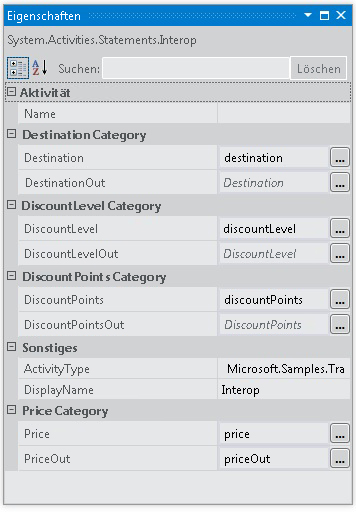 Eigenschaften
System.Activities.Statements.Interop
A Z Suchen: Löschen
Aktivität
Name
Destination Category
Destination destination ...
DestinationOut Destination ...
DiscountLevel Category
DiscountLevel discountLevel ...
DiscountLevelOut DiscountLevel ...
DiscountPoints Category
DiscountPoints discountPoints ...
DiscountPointsOut DiscountPoints ...
Sonstiges
ActivityType Microsoft.Samples.Tra
DisplayName Interop
Price Category
Price price ...
PriceOut priceOut ...